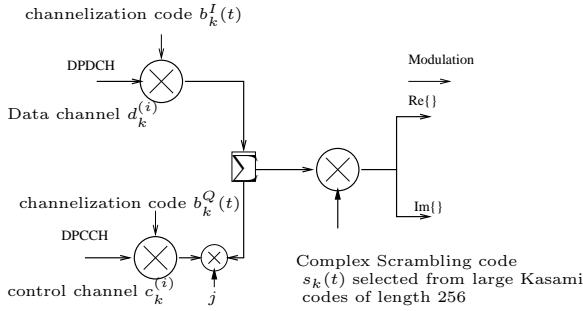 channelization code b_k^I(t)
DPDCH
Modulation
Re{}
Data channel d_k^(i)
Σ
channelization code b_k^Q(t)
DPCCH
Im{}
Complex Scrambling code
s_k(t) selected from large Kasami
codes of length 256
control channel c_k^(i)
j